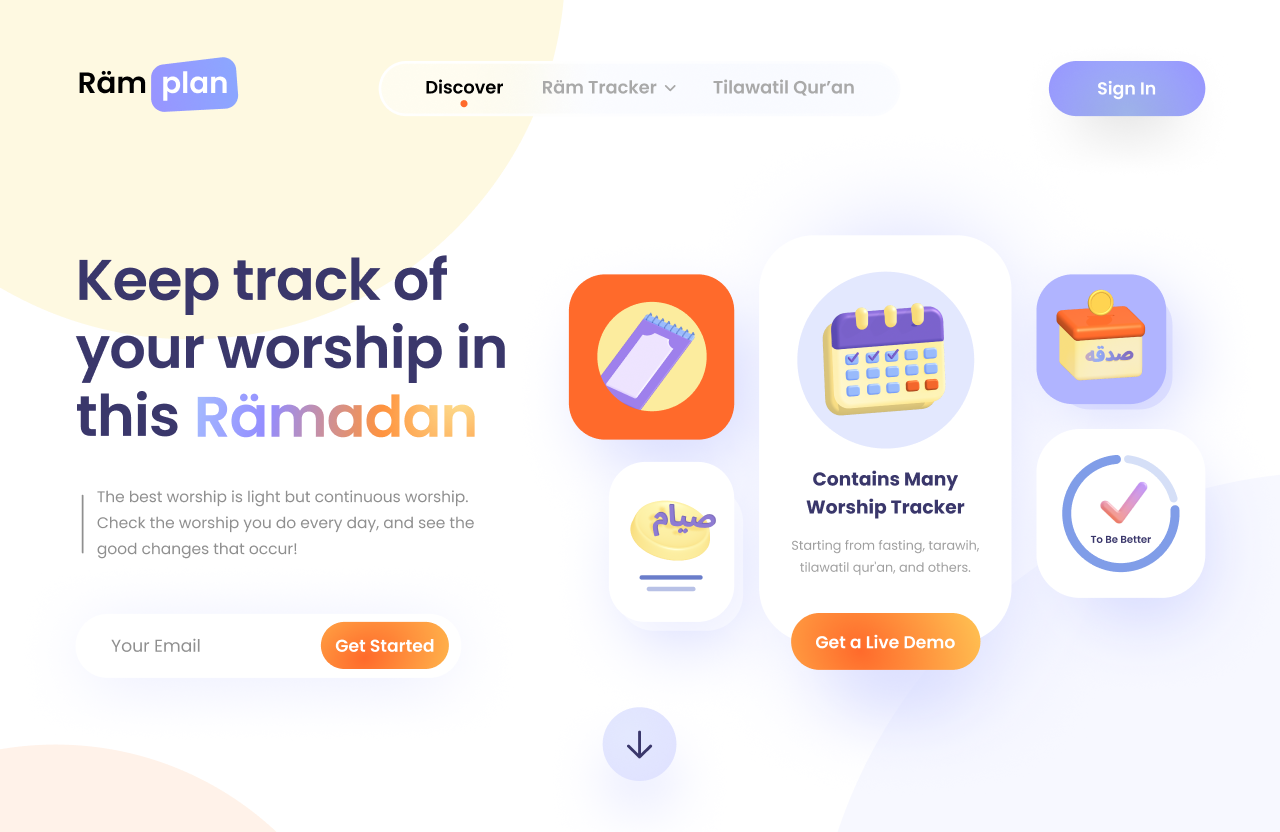 Räm plan
Discover
Räm Tracker
Tilawatil Qur’an
Sign In
Keep track of
your worship in
this Rämadan
The best worship is light but continuous worship.
Check the worship you do every day, and see the
good changes that occur!
Your Email
Get Started
صيام
Contains Many
Worship Tracker
Starting from fasting, tarawih,
tilawatil qur'an, and others.
Get a Live Demo
صدقه
To Be Better